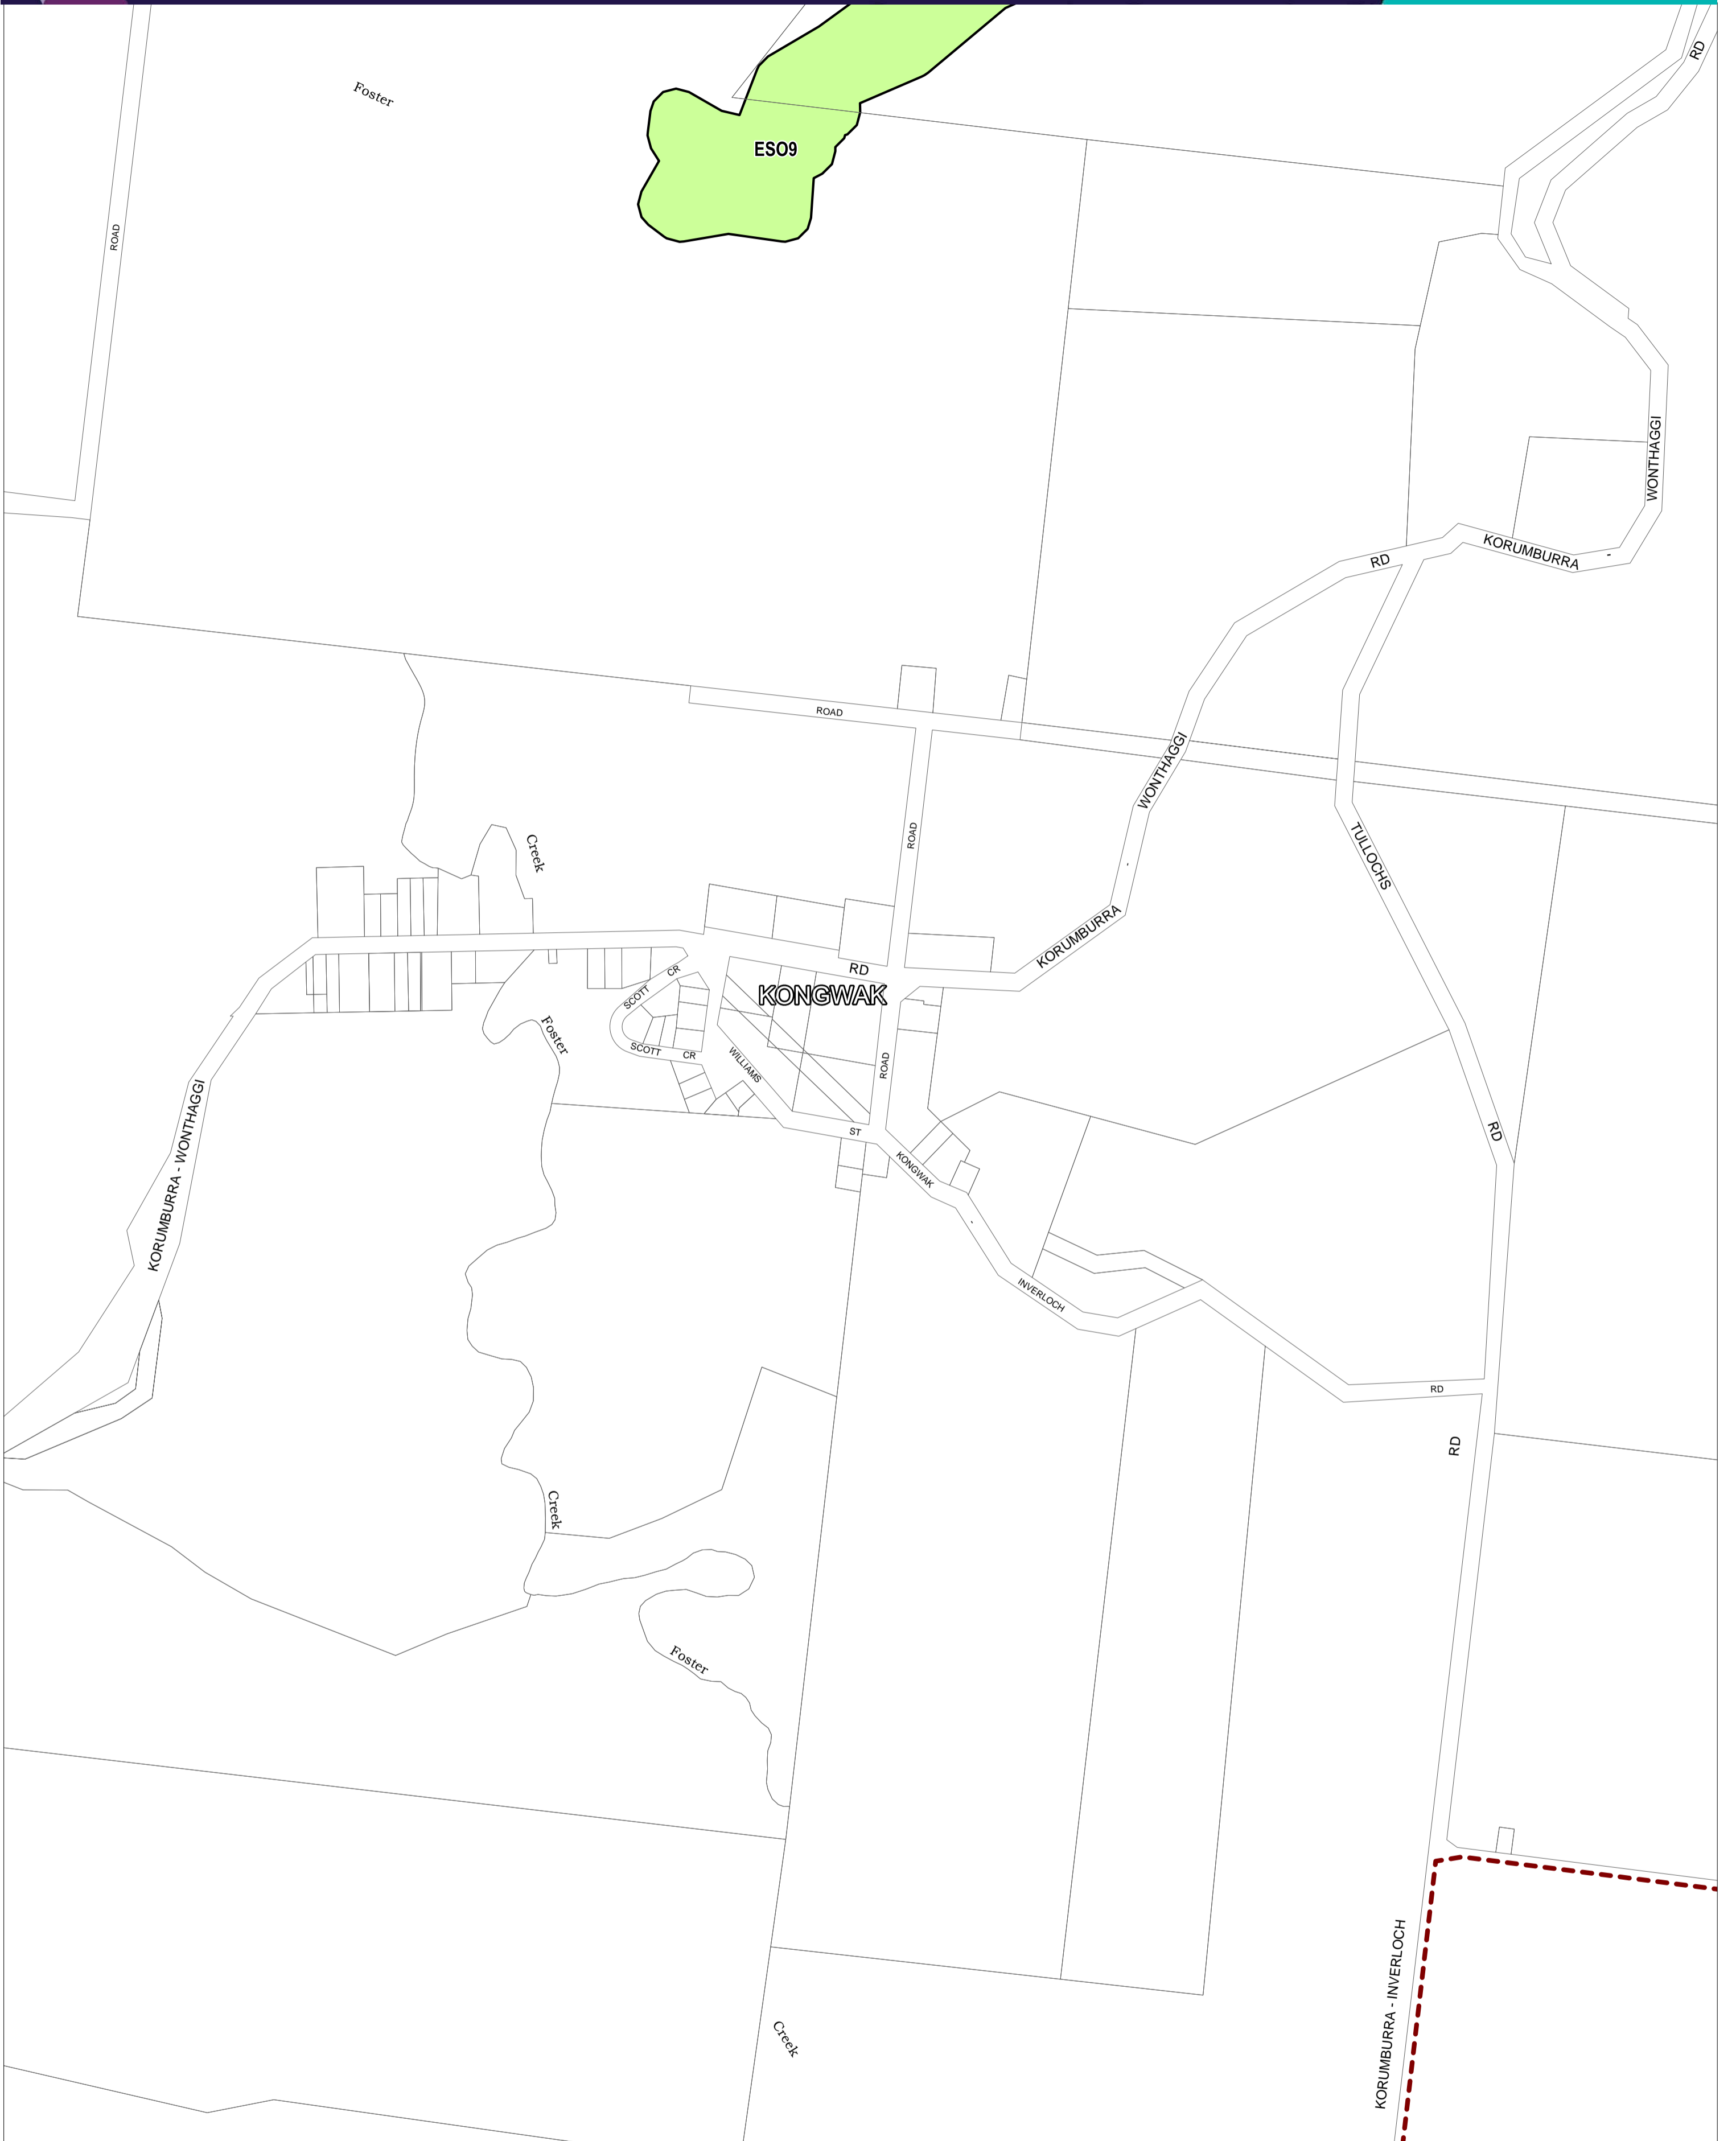 RD
Foster
ESO9
ROAD
WONTHAGGI
KORUMBURRA
-
RD
ROAD
WONTHAGGI
ROAD
TULLOCHS
Creek
-
KORUMBURRA
RD
CR
KONGWAK
SCOTT
Foster
SCOTT
CR
WILLIAMS
ROAD
KORUMBURRA - WONTHAGGI
ST
RD
KONGWAK
-
INVERLOCH
RD
RD
Creek
Foster
KORUMBURRA - INVERLOCH
Creek